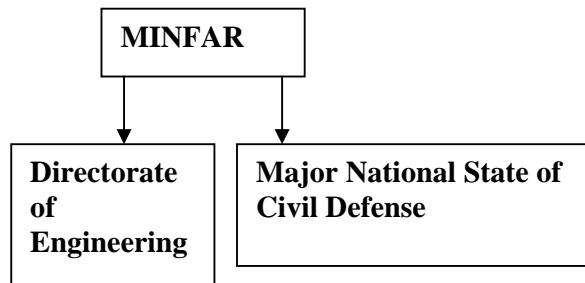 MINFAR
Directorate
of
Engineering
Major National State of
Civil Defense